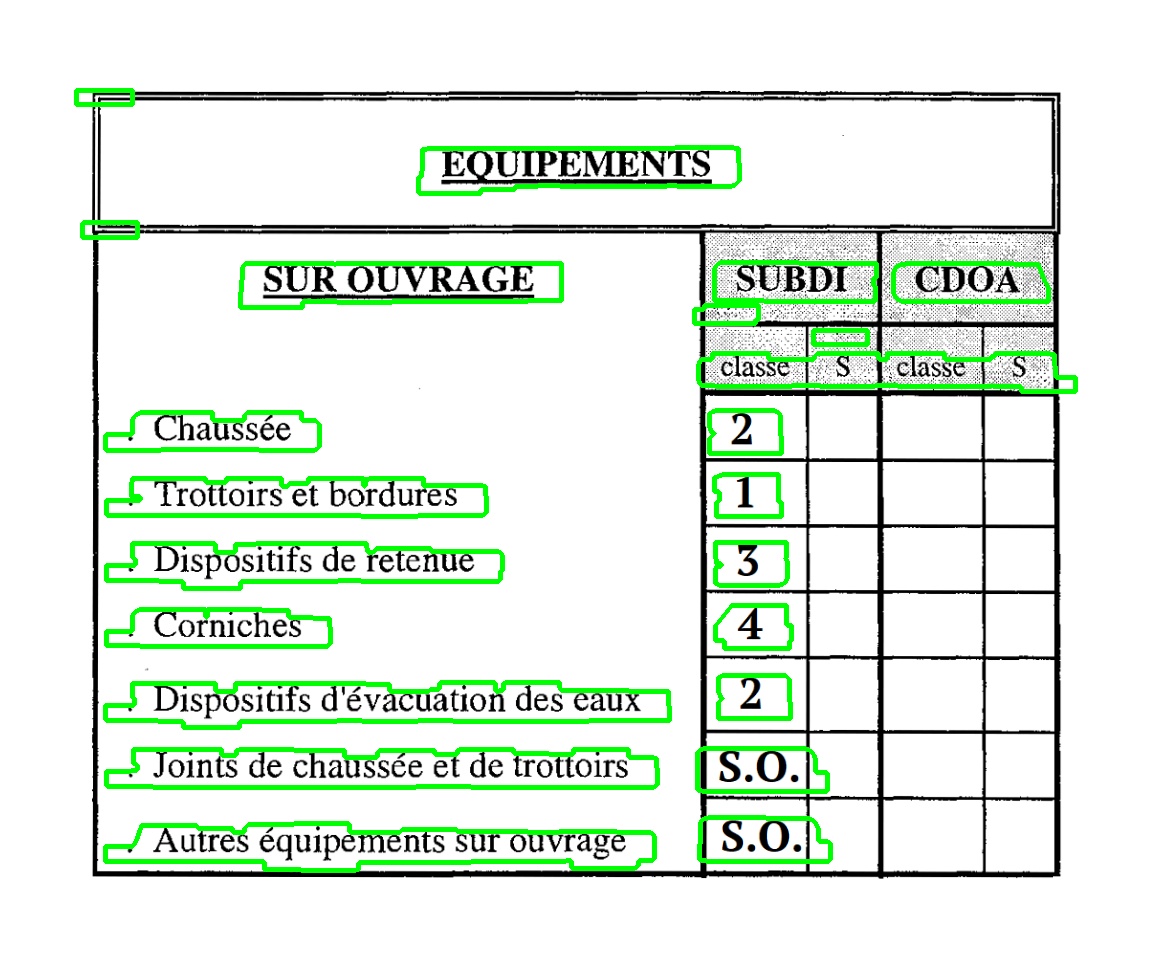 EQUIPEMENTS
SUR OUVRAGE SUBDI CDOA
classe S classe S
. Chaussée 2
. Trottoirs et bordures 1
. Dispositifs de retenue 3
. Corniches 4
. Dispositifs d'évacuation des eaux 2
. Joints de chaussée et de trottoirs S.O.
. Autres équipements sur ouvrage S.O.